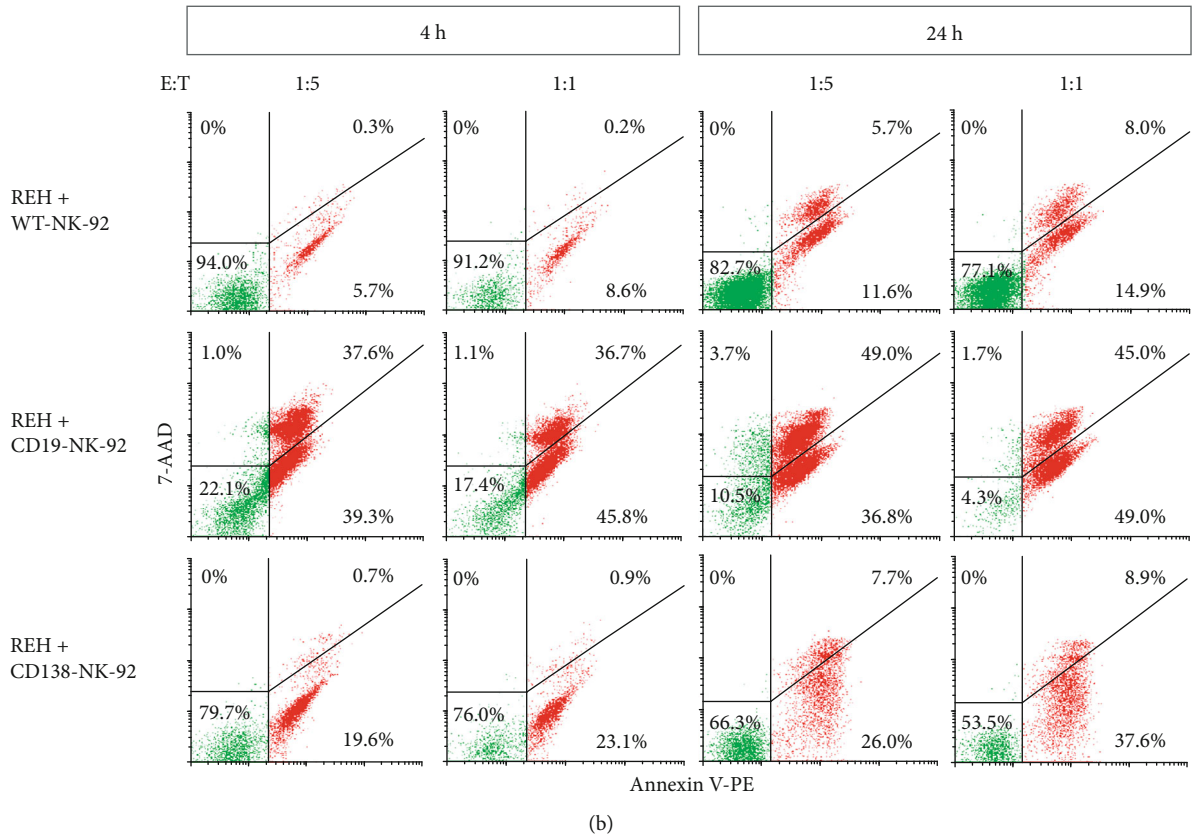 4 h 24 h
E:T 1:5 1:1 1:5 1:1
REH +
WT-NK-92
0% 0.3% 0% 0.2% 0% 5.7% 0% 8.0%
94.0% 91.2% 82.7% 77.1%
5.7% 8.6% 11.6% 14.9%
REH +
CD19-NK-92
1.0% 37.6% 1.1% 36.7% 3.7% 49.0% 1.7% 45.0%
22.1% 17.4% 10.5% 4.3%
39.3% 45.8% 36.8% 49.0%
7-AAD
REH +
CD138-NK-92
0% 0.7% 0% 0.9% 0% 7.7% 0% 8.9%
79.7% 76.0% 66.3% 53.5%
19.6% 23.1% 26.0% 37.6%
Annexin V-PE
(b)